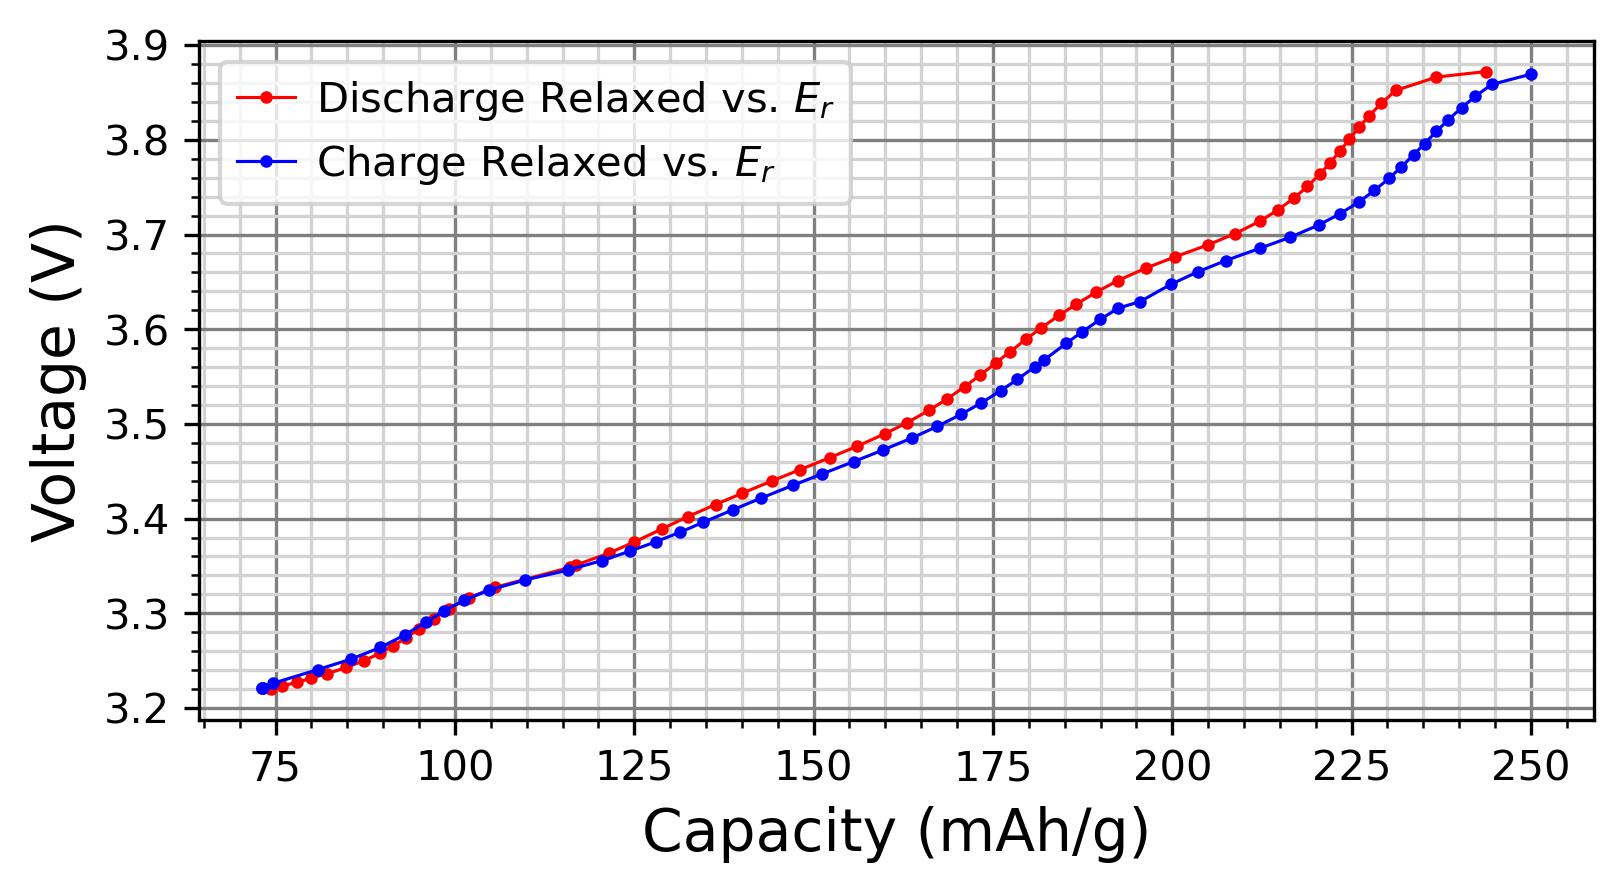 3.9
3.8
3.7
3.6
3.5
3.4
3.3
3.2
Voltage (V)
Discharge Relaxed vs. E_r
Charge Relaxed vs. E_r
75 100 125 150 175 200 225 250
Capacity (mAh/g)